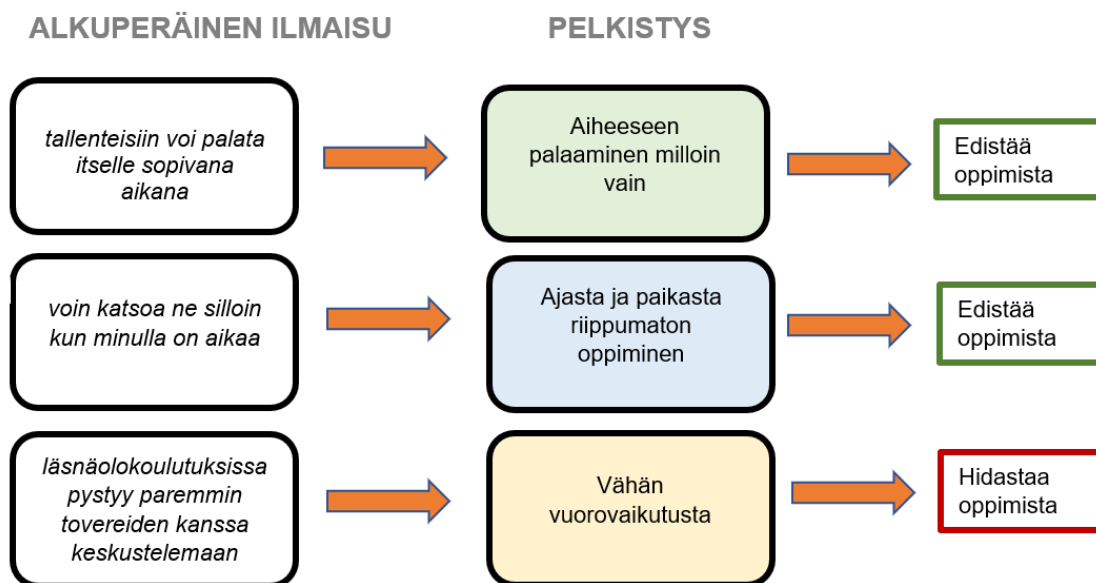 ALKUPERÄINEN ILMAISU
PELKISTYS
tallenteisiin voi palata
itselle sopivana
aikana
Aiheeseen
palaaminen milloin
vain
Edistää
oppimista
voin katsoa ne silloin
kun minulla on aikaa
Ajasta ja paikasta
riippumaton
oppiminen
Edistää
oppimista
läsnäolokoulutuksissa
pystyy paremmin
tovereiden kanssa
keskustelemaan
Vähän
vuorovaikutusta
Hidastaa
oppimista